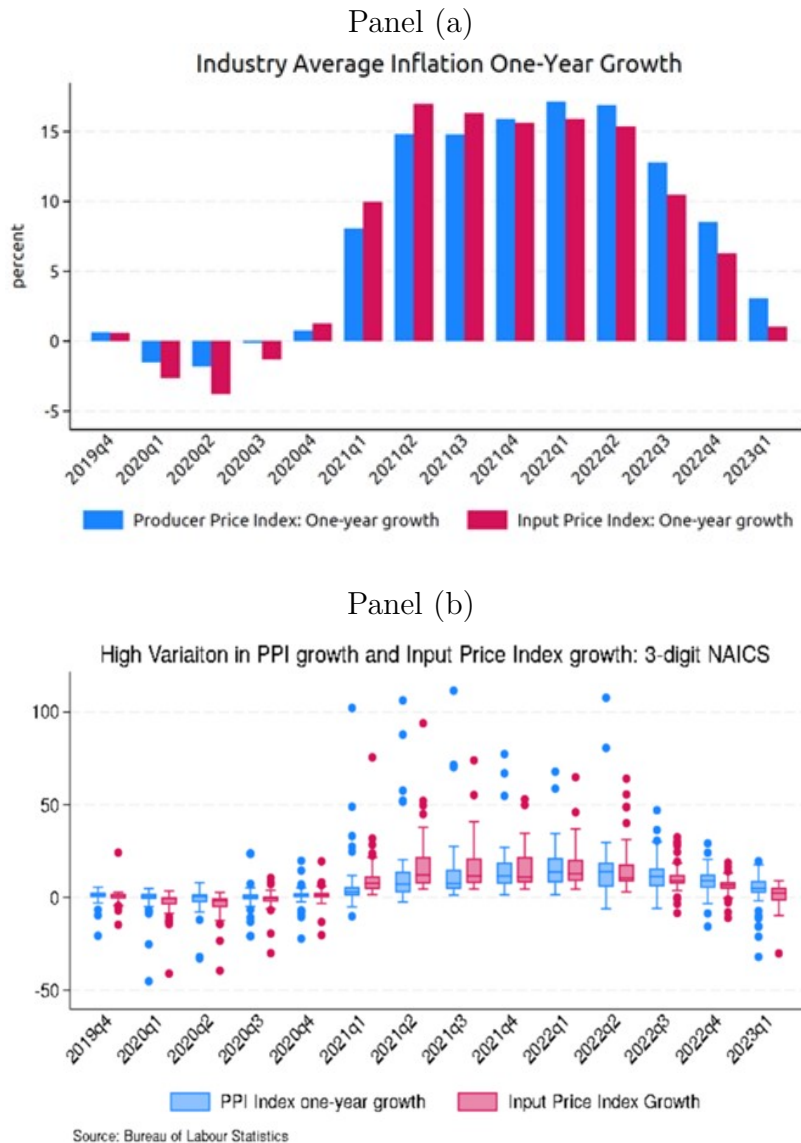 Panel (a)
Industry Average Inflation One-Year Growth
percent
15
10
5
0
-5
2019q4
2020q1
2020q2
2020q3
2020q4
2021q1
2021q2
2021q3
2021q4
2022q1
2022q2
2022q3
2022q4
2023q1
Producer Price Index: One-year growth
Input Price Index: One-year growth
Panel (b)
High Variaiton in PPI growth and Input Price Index growth: 3-digit NAICS
100
50
0
-50
2019q4
2020q1
2020q2
2020q3
2020q4
2021q1
2021q2
2021q3
2021q4
2022q1
2022q2
2022q3
2022q4
2023q1
PPI Index one-year growth
Input Price Index Growth
Source: Bureau of Labour Statistics